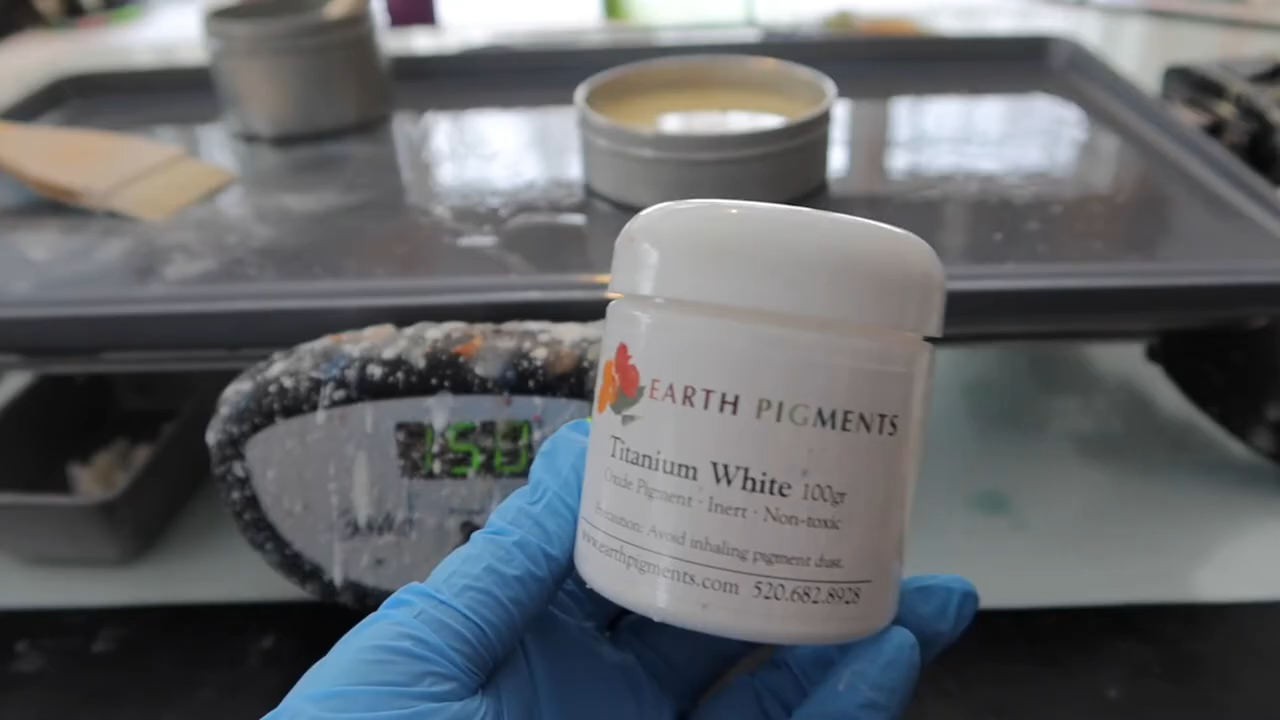 EARTH PIGMENTS
Titanium White 100gr
Oxide Pigment · Inert · Non-toxic
Precaution: Avoid inhaling pigment dust.
www.earthpigments.com 520.682.8928
150